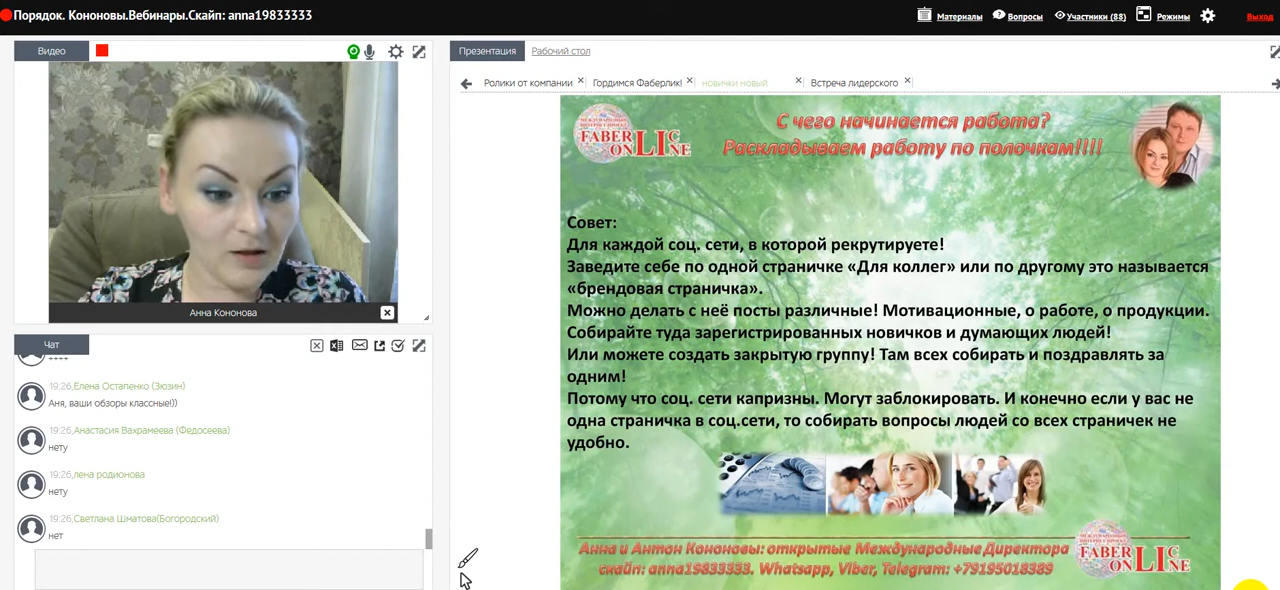 Порядок. Кононовы.Вебинары.Скайп: anna19833333
Материалы
Вопросы
Участники (88)
Режимы
Выход
Видео
Анна Кононова
Чат
++++
19:26,Елена Остапенко (Зюзин)
Аня, ваши обзоры классные!))
19:26,Анастасия Вахрамеева (Федосеева)
нету
19:26,лена родионова
нету
19:26,Светлана Шматова(Богородский)
нет
Презентация
Рабочий стол
Ролики от компании
Гордимся Фаберлик!
новички новый
Встреча лидерского
МЕЖДУНАРОДНЫЙ
ИНТЕРНЕТ-ПРОЕКТ
FABERLIC
ONLINE
С чего начинается работа?
Раскладываем работу по полочкам!!!!
Совет:
Для каждой соц. сети, в которой рекрутируете!
Заведите себе по одной страничке «Для коллег» или по другому это называется
«брендовая страничка».
Можно делать с неё посты различные! Мотивационные, о работе, о продукции.
Собирайте туда зарегистрированных новичков и думающих людей!
Или можете создать закрытую группу! Там всех собирать и поздравлять за
одним!
Потому что соц. сети капризны. Могут заблокировать. И конечно если у вас не
одна страничка в соц.сети, то собирать вопросы людей со всех страничек не
удобно.
Анна и Антон Кононовы: открытые Международные Директора
скайп: anna19833333. Whatsapp, Viber, Telegram: +79195018389
FABERLIC
ONLINE